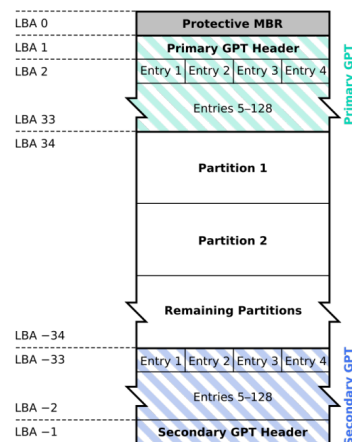 LBA 0
Protective MBR
LBA 1
Primary GPT Header
LBA 2
Entry 1 Entry 2 Entry 3 Entry 4
Entries 5–128
LBA 33
LBA 34
Primary GPT
Partition 1
Partition 2
Remaining Partitions
LBA −34
LBA −33
Entry 1 Entry 2 Entry 3 Entry 4
Entries 5–128
LBA −2
LBA −1
Secondary GPT Header
Secondary GPT